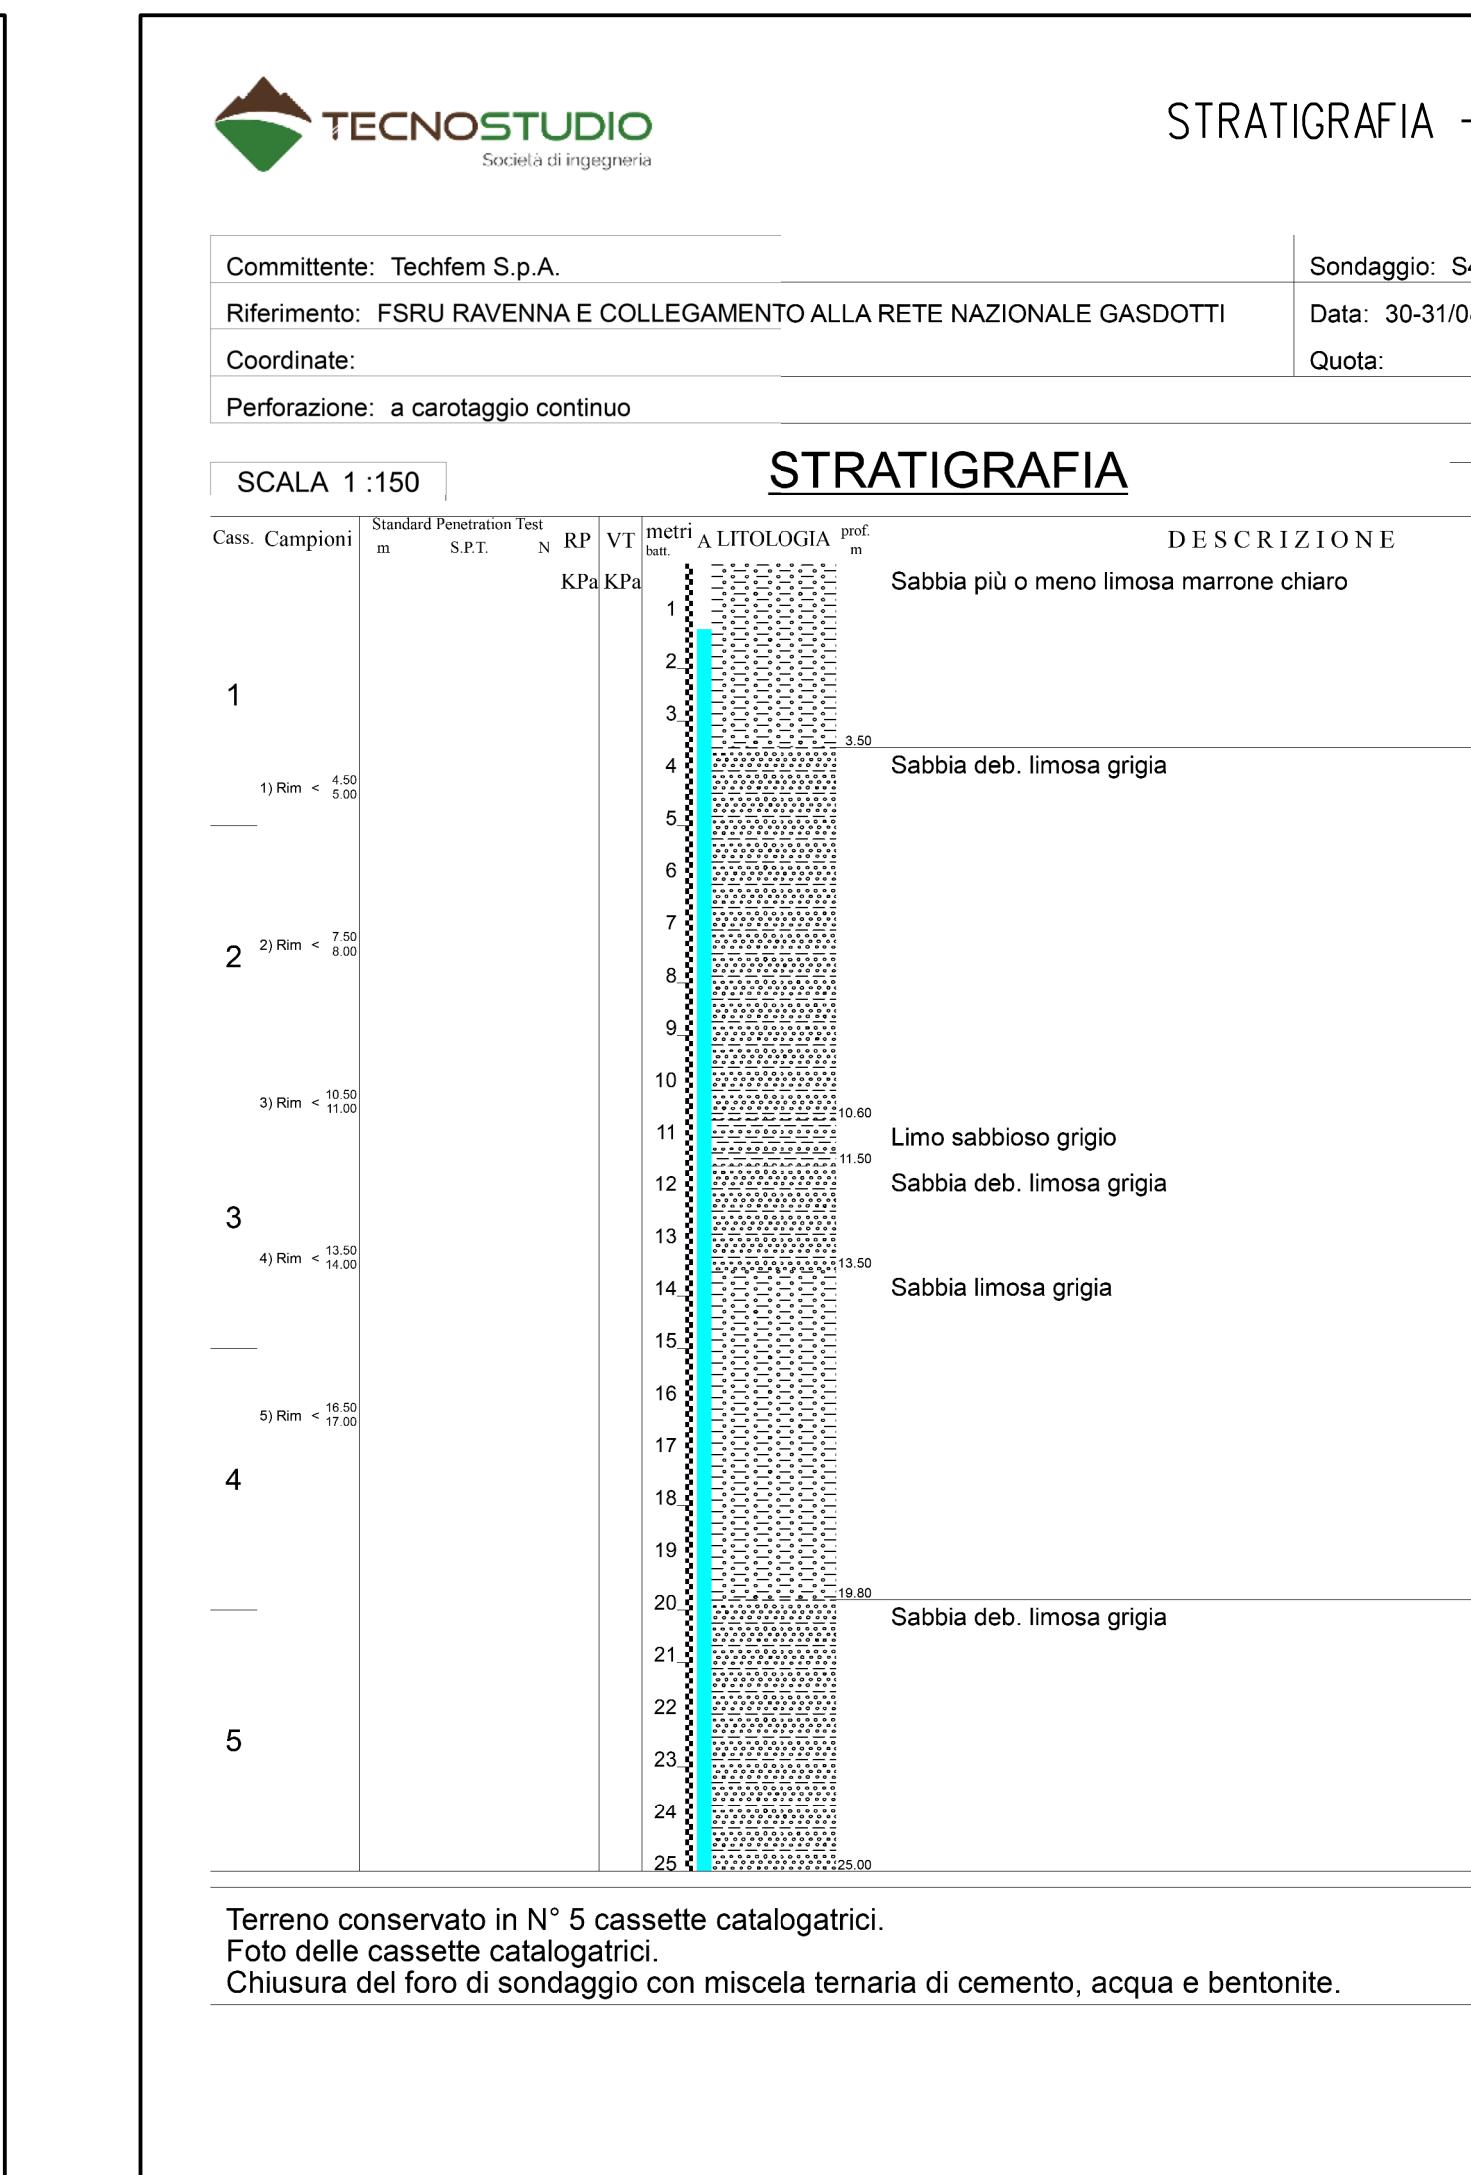 TECNOSTUDIO
Società di ingegneria
STRATIGRAFIA -
Committente: Techfem S.p.A.
Sondaggio: S4
Riferimento: FSRU RAVENNA E COLLEGAMENTO ALLA RETE NAZIONALE GASDOTTI
Data: 30-31/0
Coordinate:
Quota:
Perforazione: a carotaggio continuo
SCALA 1 :150
STRATIGRAFIA
Cass. Campioni Standard Penetration Test RP VT metri A LITOLOGIA prof. DESCRIZIONE
m S.P.T. N batt. m
KPa KPa
Sabbia più o meno limosa marrone chiaro
1
2
1
3
3.50
Sabbia deb. limosa grigia
4
1) Rim < 4.50
5.00
5
6
7
2) Rim < 7.50
8.00
2
8
9
10
3) Rim < 10.50
11.00
10.60
11
Limo sabbioso grigio
11.50
12
Sabbia deb. limosa grigia
3
13
4) Rim < 13.50
14.00
13.50
14
Sabbia limosa grigia
15
16
5) Rim < 16.50
17.00
17
4
18
19
19.80
20
Sabbia deb. limosa grigia
21
22
5
23
24
25
25.00
Terreno conservato in N° 5 cassette catalogatrici.
Foto delle cassette catalogatrici.
Chiusura del foro di sondaggio con miscela ternaria di cemento, acqua e bentonite.